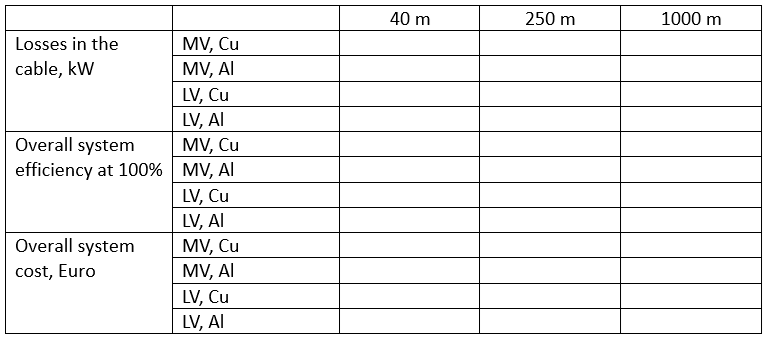 40 m 250 m 1000 m
Losses in the MV, Cu
cable, kW MV, Al
LV, Cu
LV, Al
Overall system MV, Cu
efficiency at 100% MV, Al
LV, Cu
LV, Al
Overall system MV, Cu
cost, Euro MV, Al
LV, Cu
LV, Al